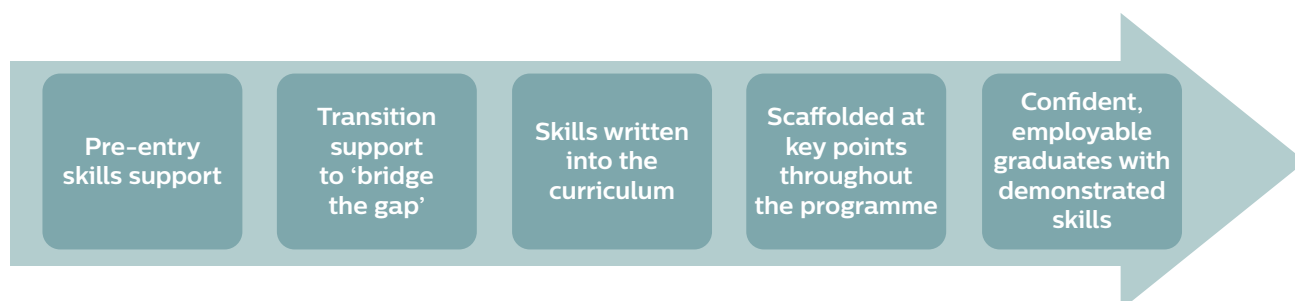 Pre-entry
skills support
Transition
support
to ‘bridge
the gap’
Skills written
into the
curriculum
Scaffolded at
key points
throughout
the programme
Confident,
employable
graduates with
demonstrated
skills